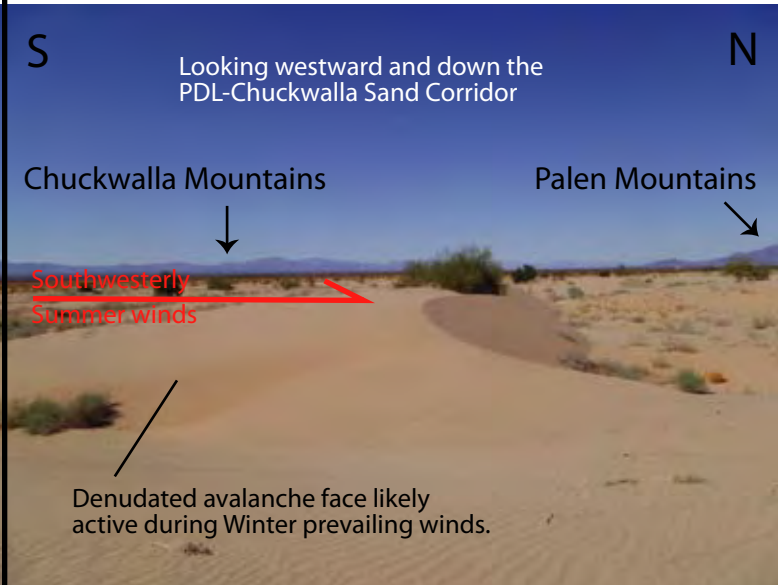 S
N
Looking westward and down the
PDL-Chuckwalla Sand Corridor
Chuckwalla Mountains
Palen Mountains
Southwesterly
Summer winds
Denudated avalanche face likely
active during Winter prevailing winds.